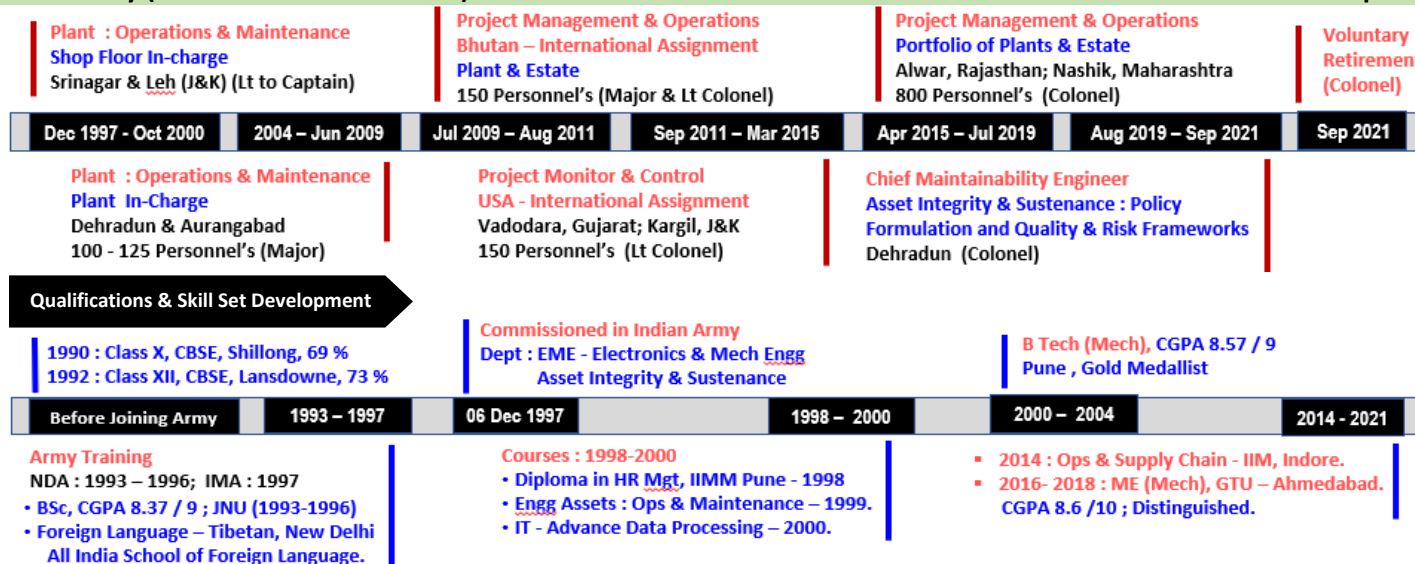 Plant : Operations & Maintenance
Shop Floor In-charge
Srinagar & Leh (J&K) (Lt to Captain)
Project Management & Operations
Bhutan – International Assignment
Plant & Estate
150 Personnel's (Major & Lt Colonel)
Project Management & Operations
Portfolio of Plants & Estate
Alwar, Rajasthan; Nashik, Maharashtra
800 Personnel's (Colonel)
Voluntary
Retirement
(Colonel)
Dec 1997 - Oct 2000
2004 – Jun 2009
Jul 2009 – Aug 2011
Sep 2011 – Mar 2015
Apr 2015 – Jul 2019
Aug 2019 – Sep 2021
Sep 2021
Plant : Operations & Maintenance
Plant In-Charge
Dehradun & Aurangabad
100 - 125 Personnel's (Major)
Project Monitor & Control
USA - International Assignment
Vadodara, Gujarat; Kargil, J&K
150 Personnel's (Lt Colonel)
Chief Maintainability Engineer
Asset Integrity & Sustenance : Policy
Formulation and Quality & Risk Frameworks
Dehradun (Colonel)
Qualifications & Skill Set Development
1990 : Class X, CBSE, Shillong, 69 %
1992 : Class XII, CBSE, Lansdowne, 73 %
Commissioned in Indian Army
Dept : EME - Electronics & Mech Engg
Asset Integrity & Sustenance
B Tech (Mech), CGPA 8.57 / 9
Pune , Gold Medallist
Before Joining Army
1993 – 1997
06 Dec 1997
1998 – 2000
2000 – 2004
2014 - 2021
Army Training
NDA : 1993 – 1996; IMA : 1997
• BSc, CGPA 8.37 / 9 ; JNU (1993-1996)
• Foreign Language – Tibetan, New Delhi
All India School of Foreign Language.
Courses : 1998-2000
• Diploma in HR Mgt, IIMM Pune - 1998
• Engg Assets : Ops & Maintenance – 1999.
• IT - Advance Data Processing – 2000.
▪ 2014 : Ops & Supply Chain - IIM, Indore.
▪ 2016- 2018 : ME (Mech), GTU – Ahmedabad.
CGPA 8.6 /10 ; Distinguished.